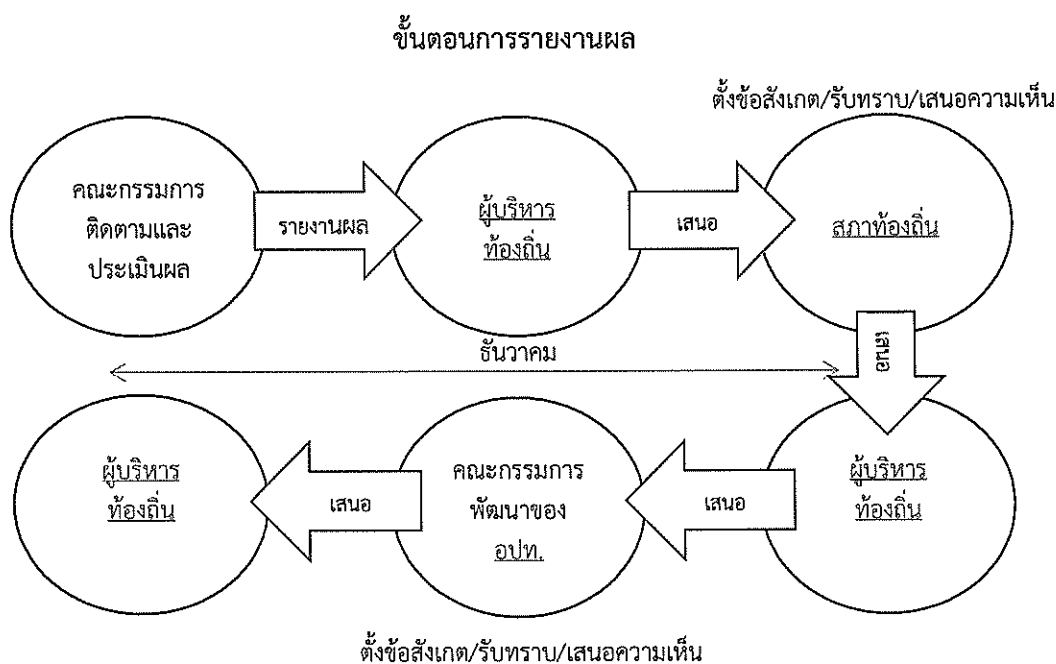 ขั้นตอนการรายงานผล
ตั้งข้อสังเกต/รับทราบ/เสนอความเห็น
คณะกรรมการ
ติดตามและ
ประเมินผล
รายงานผล
ผู้บริหาร
ท้องถิ่น
เสนอ
สภาท้องถิ่น
เสนอ
ธันวาคม
ผู้บริหาร
ท้องถิ่น
เสนอ
คณะกรรมการ
พัฒนาของ
อปท.
เสนอ
ผู้บริหาร
ท้องถิ่น
ตั้งข้อสังเกต/รับทราบ/เสนอความเห็น